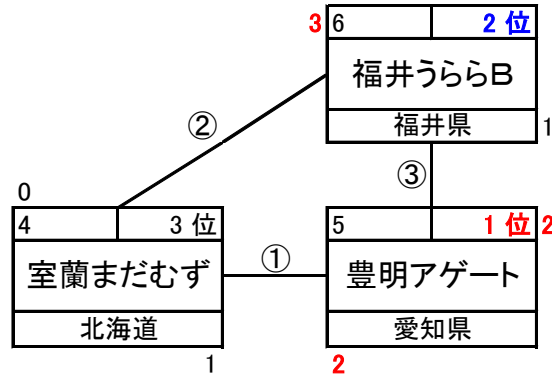 3 6 2 位
福井うららB
福井県 1
②
③
0
4 3 位
室蘭まだむず
北海道
1
①
5 1 位 2
豊明アゲート
愛知県
2